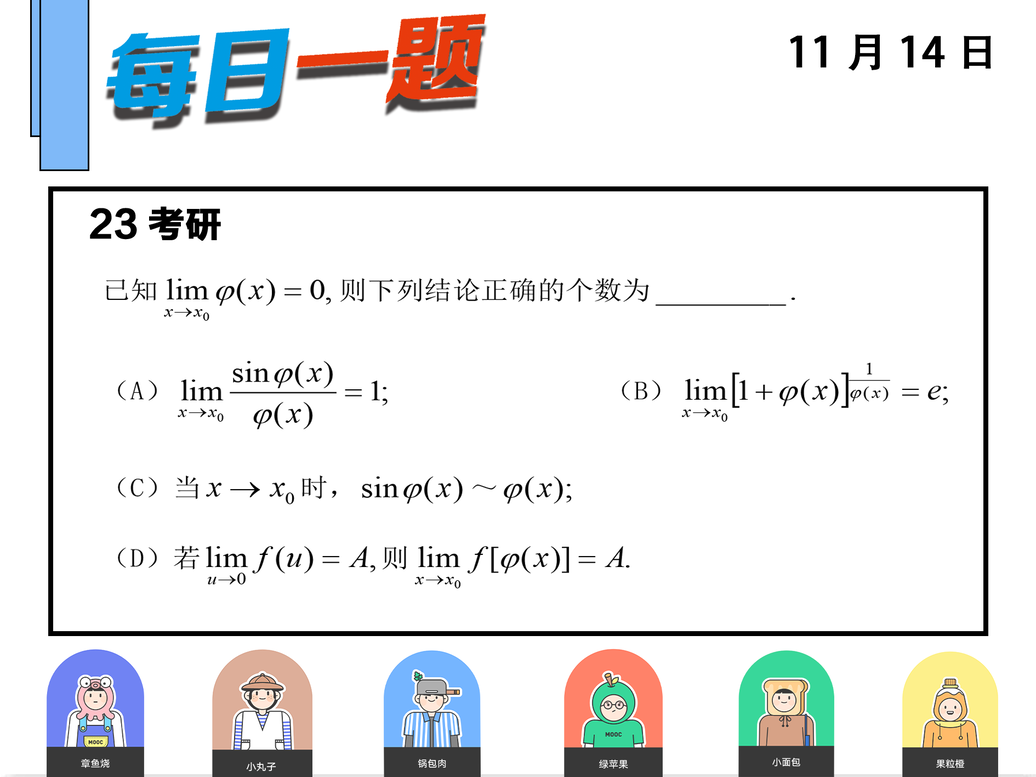 每日一题
11 月 14 日
23 考研
已知 $\lim_{x \to x_0} \varphi(x) = 0,$ 则下列结论正确的个数为 ________ .
（A） $\lim_{x \to x_0} \frac{\sin\varphi(x)}{\varphi(x)} = 1;$ （B） $\lim_{x \to x_0} [1 + \varphi(x)]^{\frac{1}{\varphi(x)}} = e;$
（C）当 $x \to x_0$ 时， $\sin\varphi(x) \sim \varphi(x);$
（D）若 $\lim_{u \to 0} f(u) = A,$ 则 $\lim_{x \to x_0} f[\varphi(x)] = A.$
MOOC MOOC
章鱼烧 小丸子 锅包肉 绿苹果 小面包 果粒橙